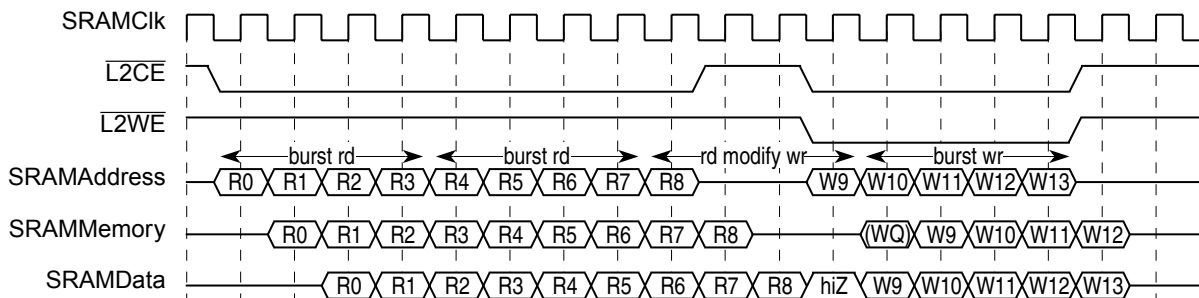 SRAMClk
L2CE
L2WE
burst rd burst rd rd modify wr burst wr
SRAMAddress R0 R1 R2 R3 R4 R5 R6 R7 R8 W9 W10 W11 W12 W13
SRAMMemory R0 R1 R2 R3 R4 R5 R6 R7 R8 (WQ) W9 W10 W11 W12
SRAMData R0 R1 R2 R3 R4 R5 R6 R7 R8 hiZ W9 W10 W11 W12 W13